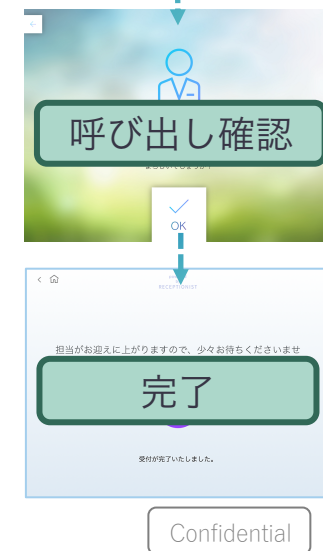 呼び出し確認
OK
RECEPTIONIST
担当がお迎えに上がりますので、少々お待ちくださいませ
完了
受付が完了いたしました。
Confidential